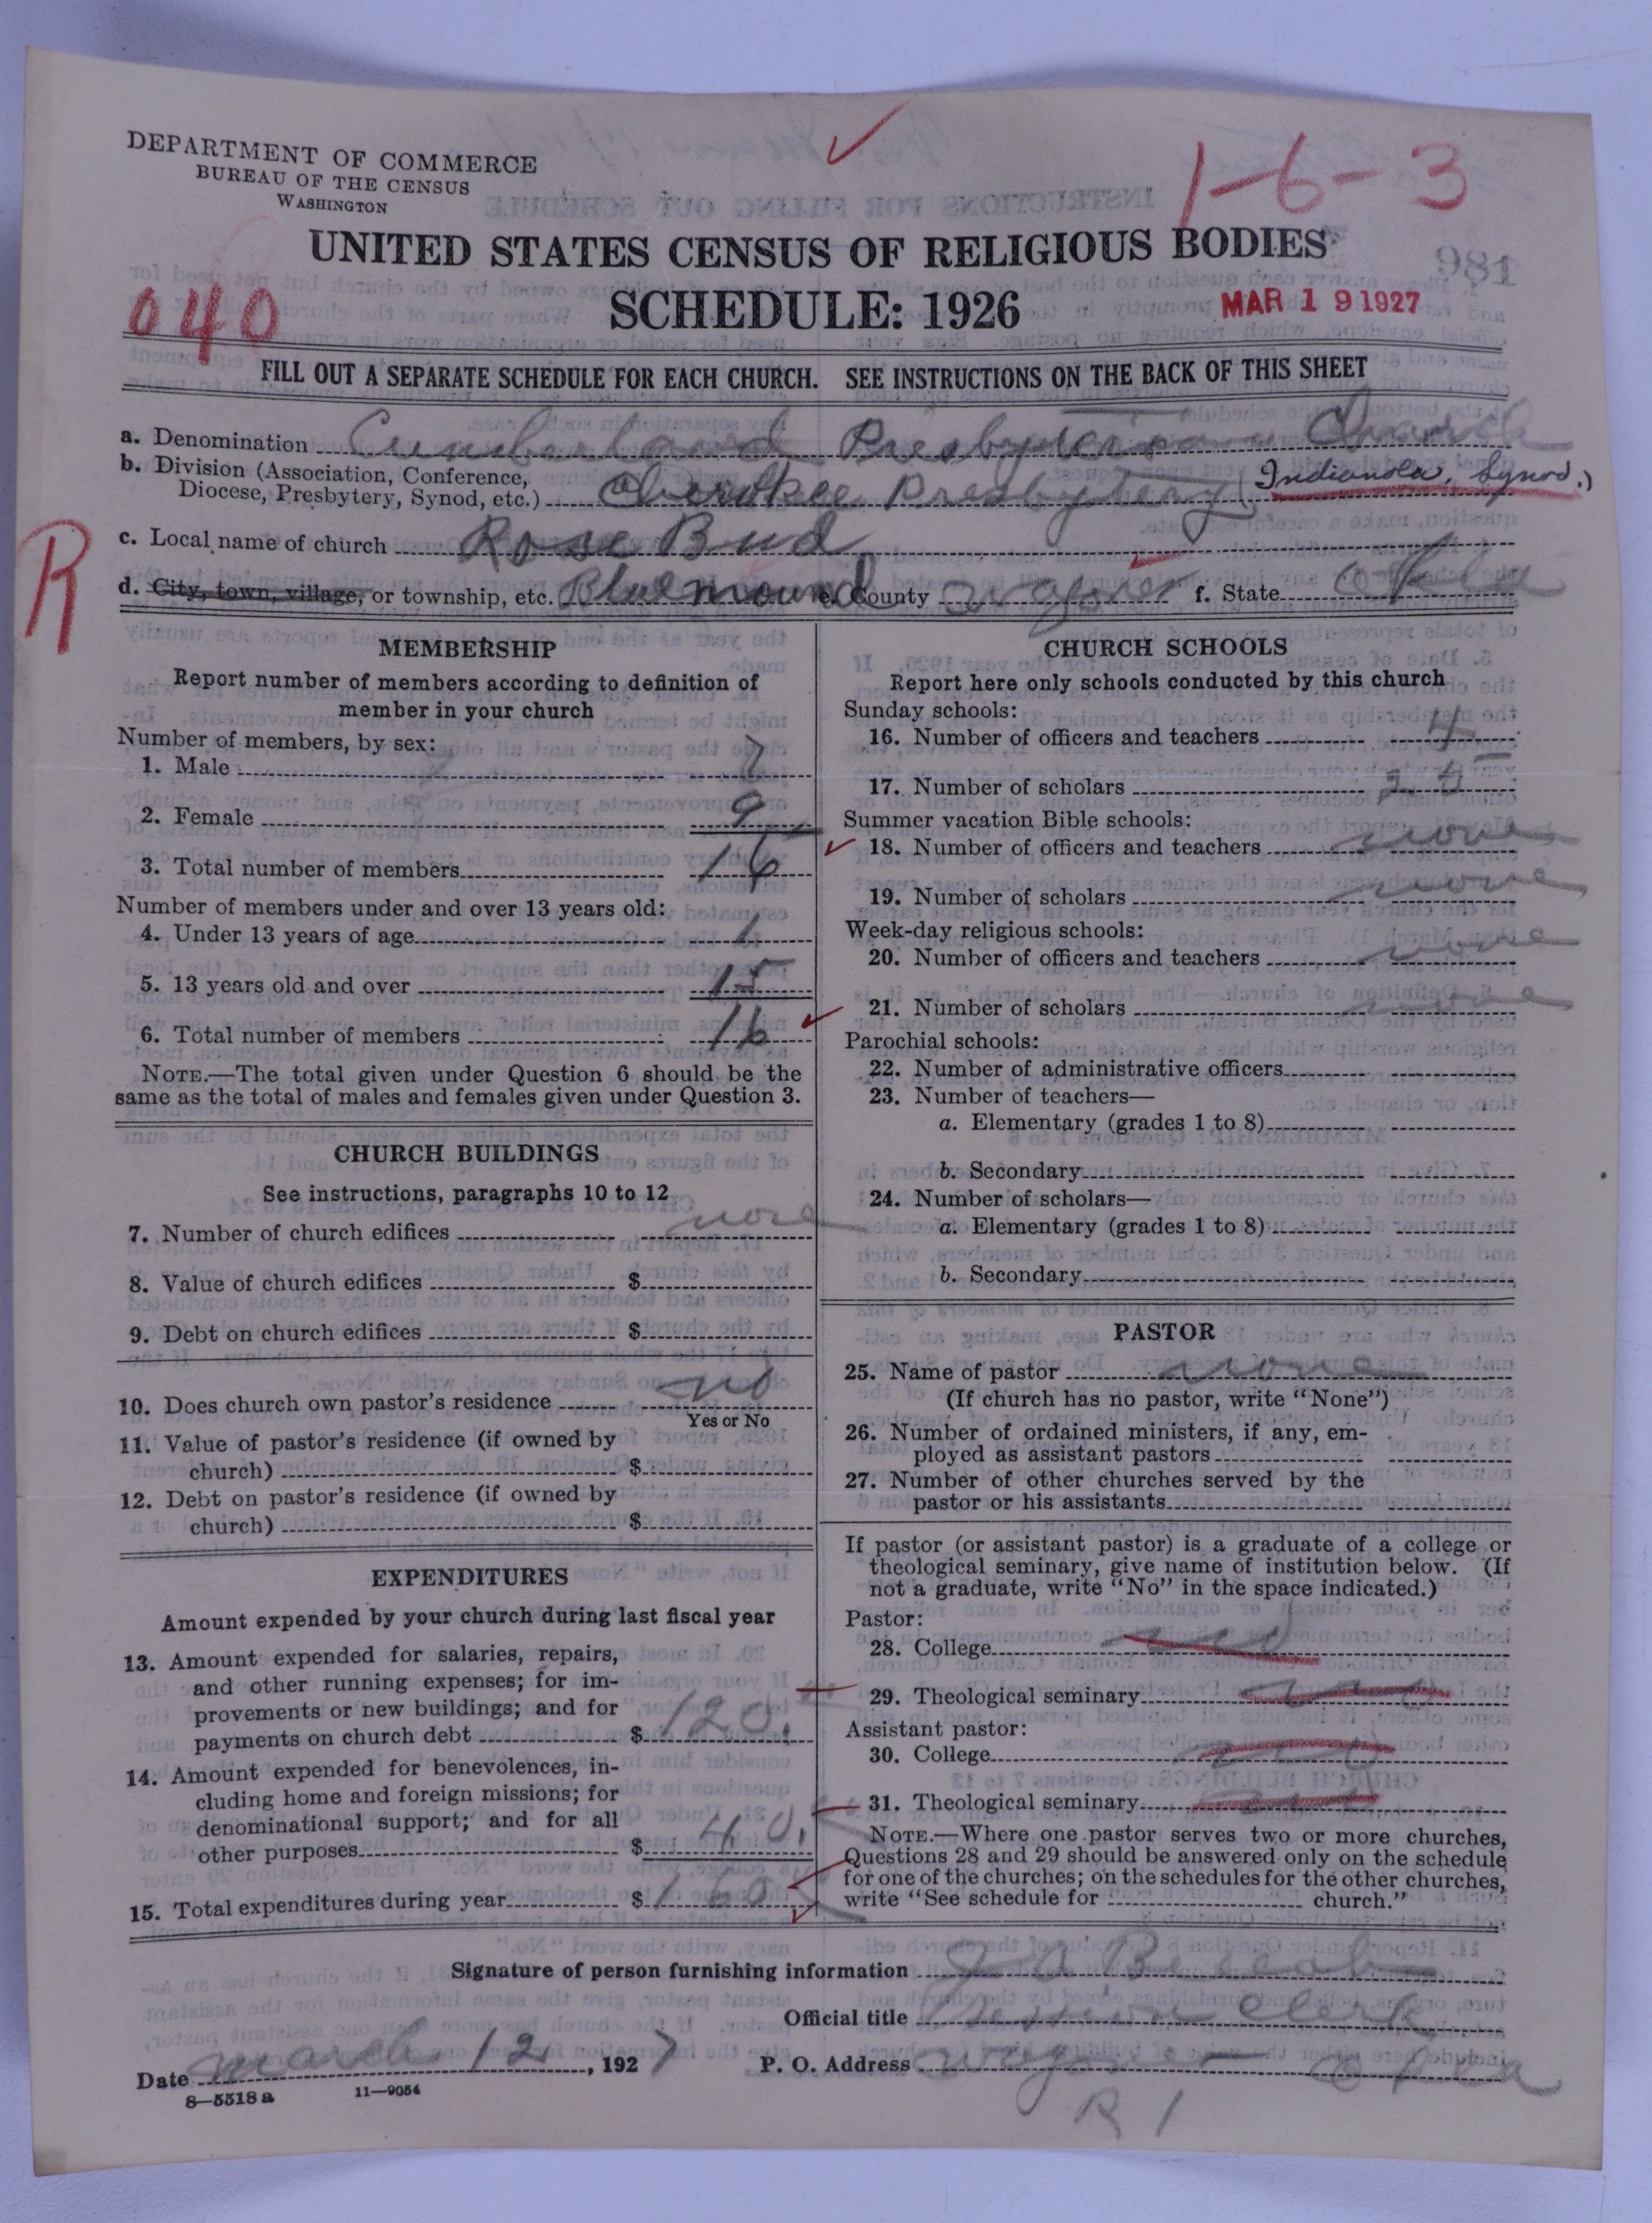 DEPARTMENT OF COMMERCE
BUREAU OF THE CENSUS
WASHINGTON
1-6-3
981
UNITED STATES CENSUS OF RELIGIOUS BODIES
040
SCHEDULE: 1926
MAR 19 1927
FILL OUT A SEPARATE SCHEDULE FOR EACH CHURCH. SEE INSTRUCTIONS ON THE BACK OF THIS SHEET
a. Denomination Cumberland Presbyterian Church
b. Division (Association, Conference, Diocese, Presbytery, Synod, etc.) Cherokee Presbytery (Indianola, Synod.)
R
c. Local name of church Rose Bud
d. City, town, village, or township, etc. Blue mound e. County Wagoner f. State Okla
MEMBERSHIP
Report number of members according to definition of
member in your church
Number of members, by sex:
1. Male 7
2. Female 9
3. Total number of members 16
Number of members under and over 13 years old:
4. Under 13 years of age 1
5. 13 years old and over 15
6. Total number of members 16
NOTE.—The total given under Question 6 should be the
same as the total of males and females given under Question 3.
CHURCH BUILDINGS
See instructions, paragraphs 10 to 12
7. Number of church edifices none
8. Value of church edifices $
9. Debt on church edifices $
10. Does church own pastor's residence no
Yes or No
11. Value of pastor's residence (if owned by
church) $
12. Debt on pastor's residence (if owned by
church) $
EXPENDITURES
Amount expended by your church during last fiscal year
13. Amount expended for salaries, repairs,
and other running expenses; for im-
provements or new buildings; and for
payments on church debt $ 120.
14. Amount expended for benevolences, in-
cluding home and foreign missions; for
denominational support; and for all
other purposes $ 40.
15. Total expenditures during year $ 160
CHURCH SCHOOLS
Report here only schools conducted by this church
Sunday schools:
16. Number of officers and teachers 4
17. Number of scholars 25
Summer vacation Bible schools:
18. Number of officers and teachers none
19. Number of scholars none
Week-day religious schools:
20. Number of officers and teachers none
21. Number of scholars none
Parochial schools:
22. Number of administrative officers
23. Number of teachers—
a. Elementary (grades 1 to 8)
b. Secondary
24. Number of scholars—
a. Elementary (grades 1 to 8)
b. Secondary
PASTOR
25. Name of pastor none
(If church has no pastor, write "None")
26. Number of ordained ministers, if any, em-
ployed as assistant pastors
27. Number of other churches served by the
pastor or his assistants
If pastor (or assistant pastor) is a graduate of a college or
theological seminary, give name of institution below. (If
not a graduate, write "No" in the space indicated.)
Pastor:
28. College no
29. Theological seminary no
Assistant pastor:
30. College no
31. Theological seminary no
NOTE.—Where one pastor serves two or more churches,
Questions 28 and 29 should be answered only on the schedule
for one of the churches; on the schedules for the other churches,
write "See schedule for church."
Signature of person furnishing information
Official title session Clerk
Date march 12, 1927 P. O. Address Wagoner Okla
8—5518 a 11—9054
R 1